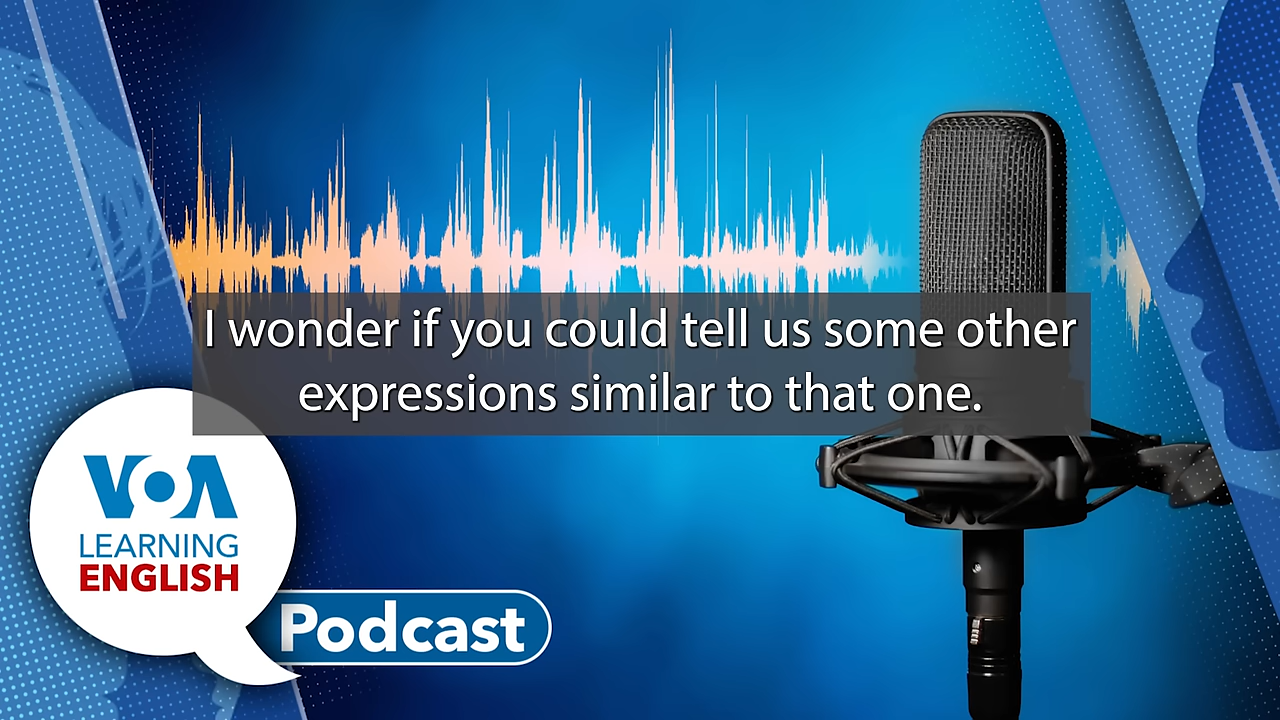 I wonder if you could tell us some other
expressions similar to that one.
VOA
LEARNING
ENGLISH
Podcast